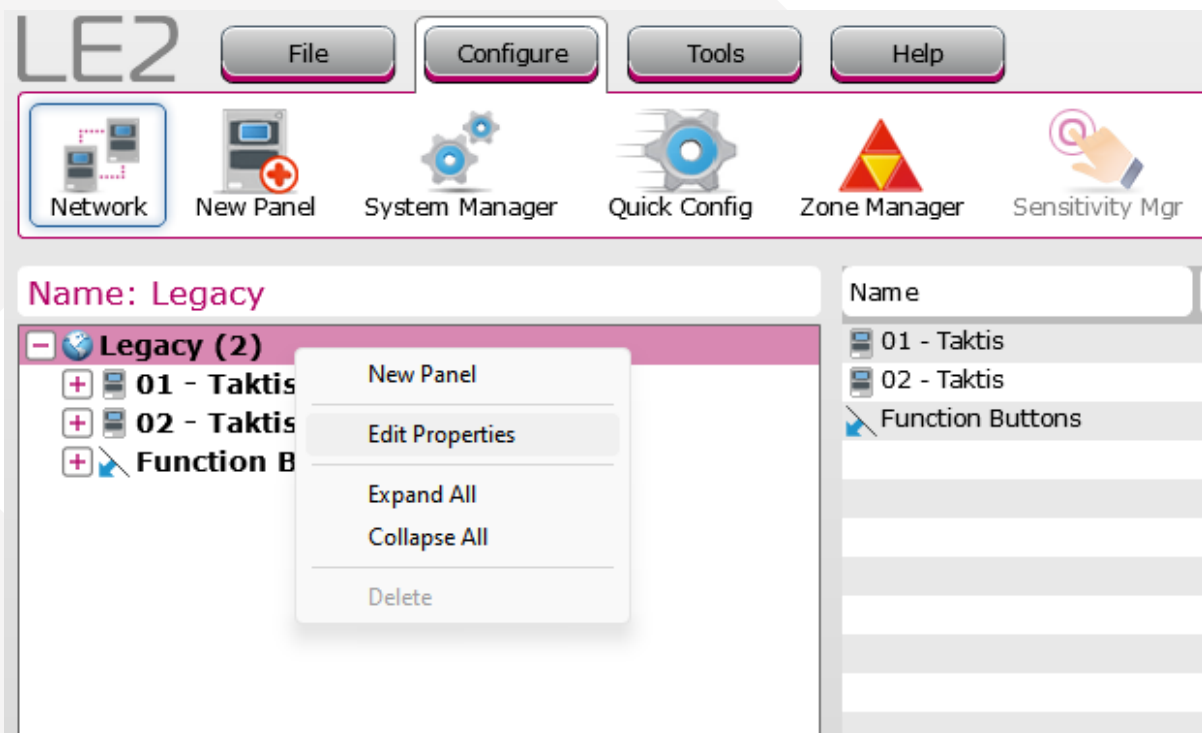 LE2
File Configure Tools Help
Network New Panel System Manager Quick Config Zone Manager Sensitivity Mgr
Name: Legacy
Legacy (2)
01 - Taktis
02 - Taktis
Function B
New Panel
Edit Properties
Expand All
Collapse All
Delete
Name
01 - Taktis
02 - Taktis
Function Buttons